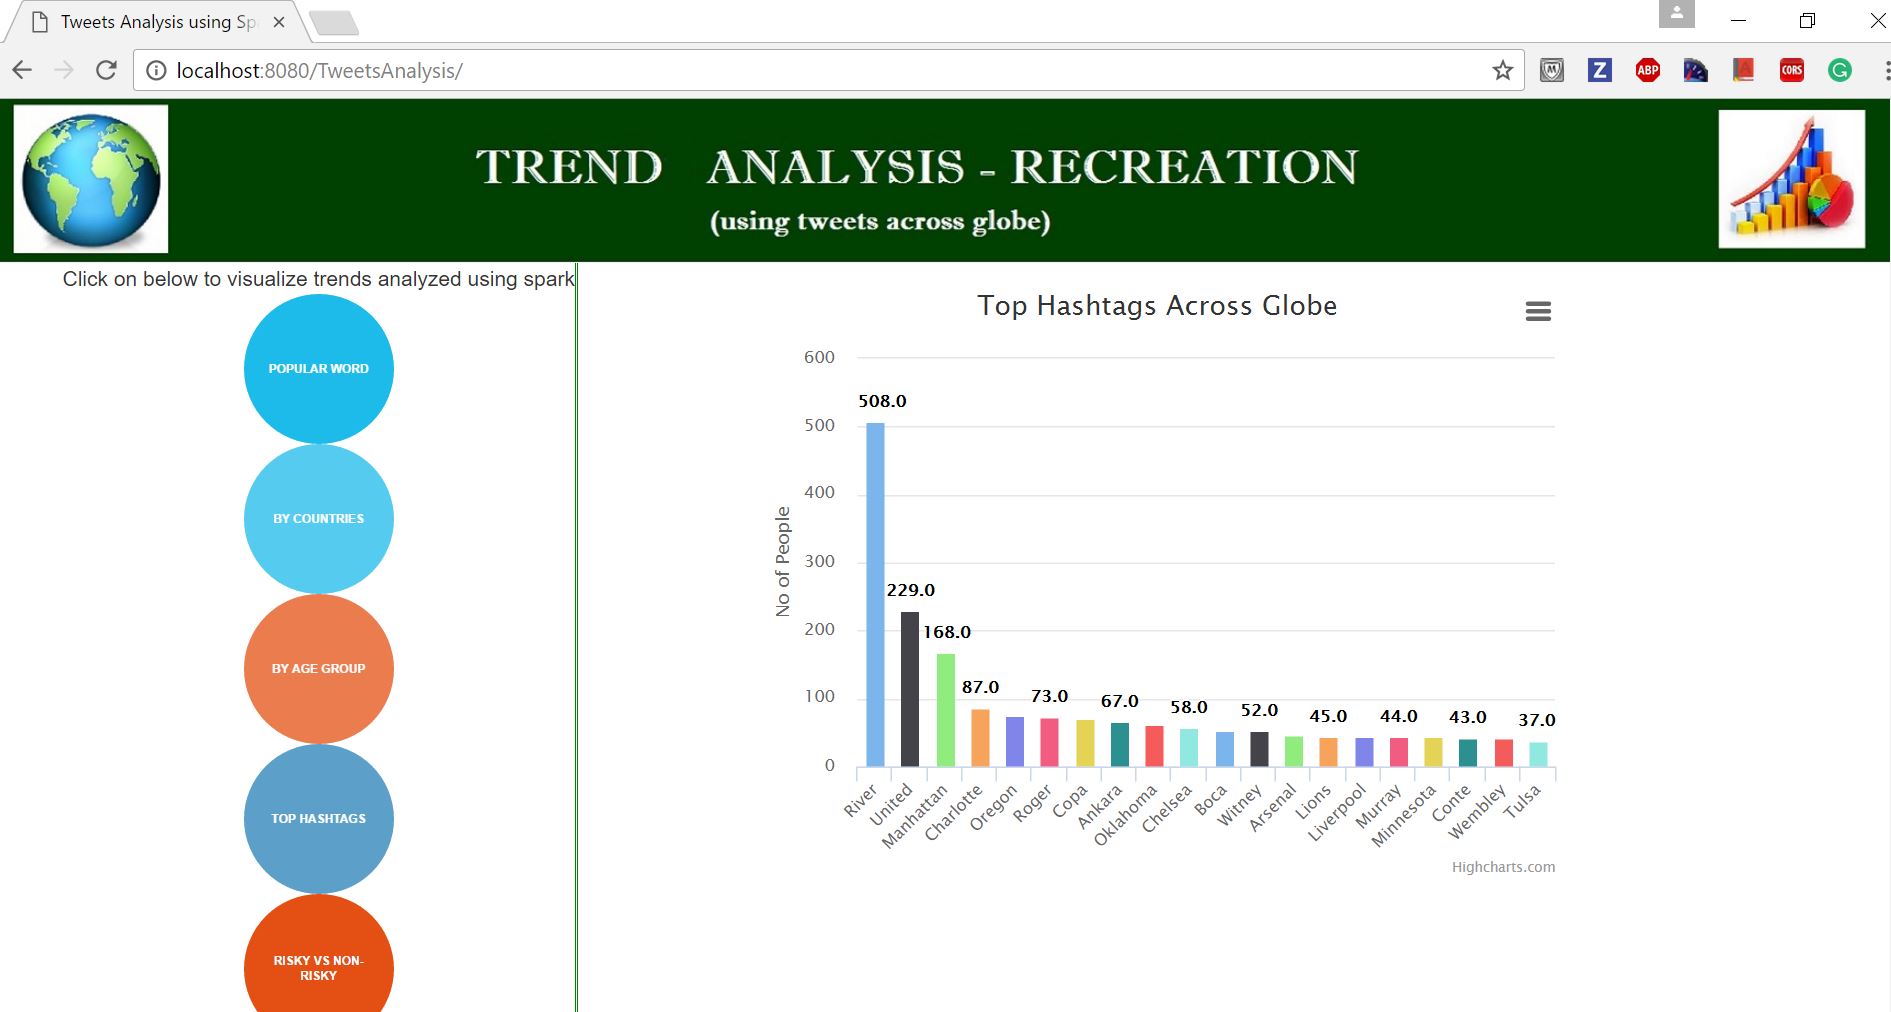 Tweets Analysis using Sp
localhost:8080/TweetsAnalysis/
Z
ABP
A
CORS
G
TREND ANALYSIS - RECREATION
(using tweets across globe)
Click on below to visualize trends analyzed using spark
POPULAR WORD
BY COUNTRIES
BY AGE GROUP
TOP HASHTAGS
RISKY VS NON-
RISKY
Top Hashtags Across Globe
No of People
600
500
400
300
200
100
0
508.0
229.0
168.0
87.0
73.0
67.0
58.0
52.0
45.0
44.0
43.0
37.0
River
United
Manhattan
Charlotte
Oregon
Roger
Copa
Ankara
Oklahoma
Chelsea
Boca
Witney
Arsenal
Lions
Liverpool
Murray
Minnesota
Conte
Wembley
Tulsa
Highcharts.com